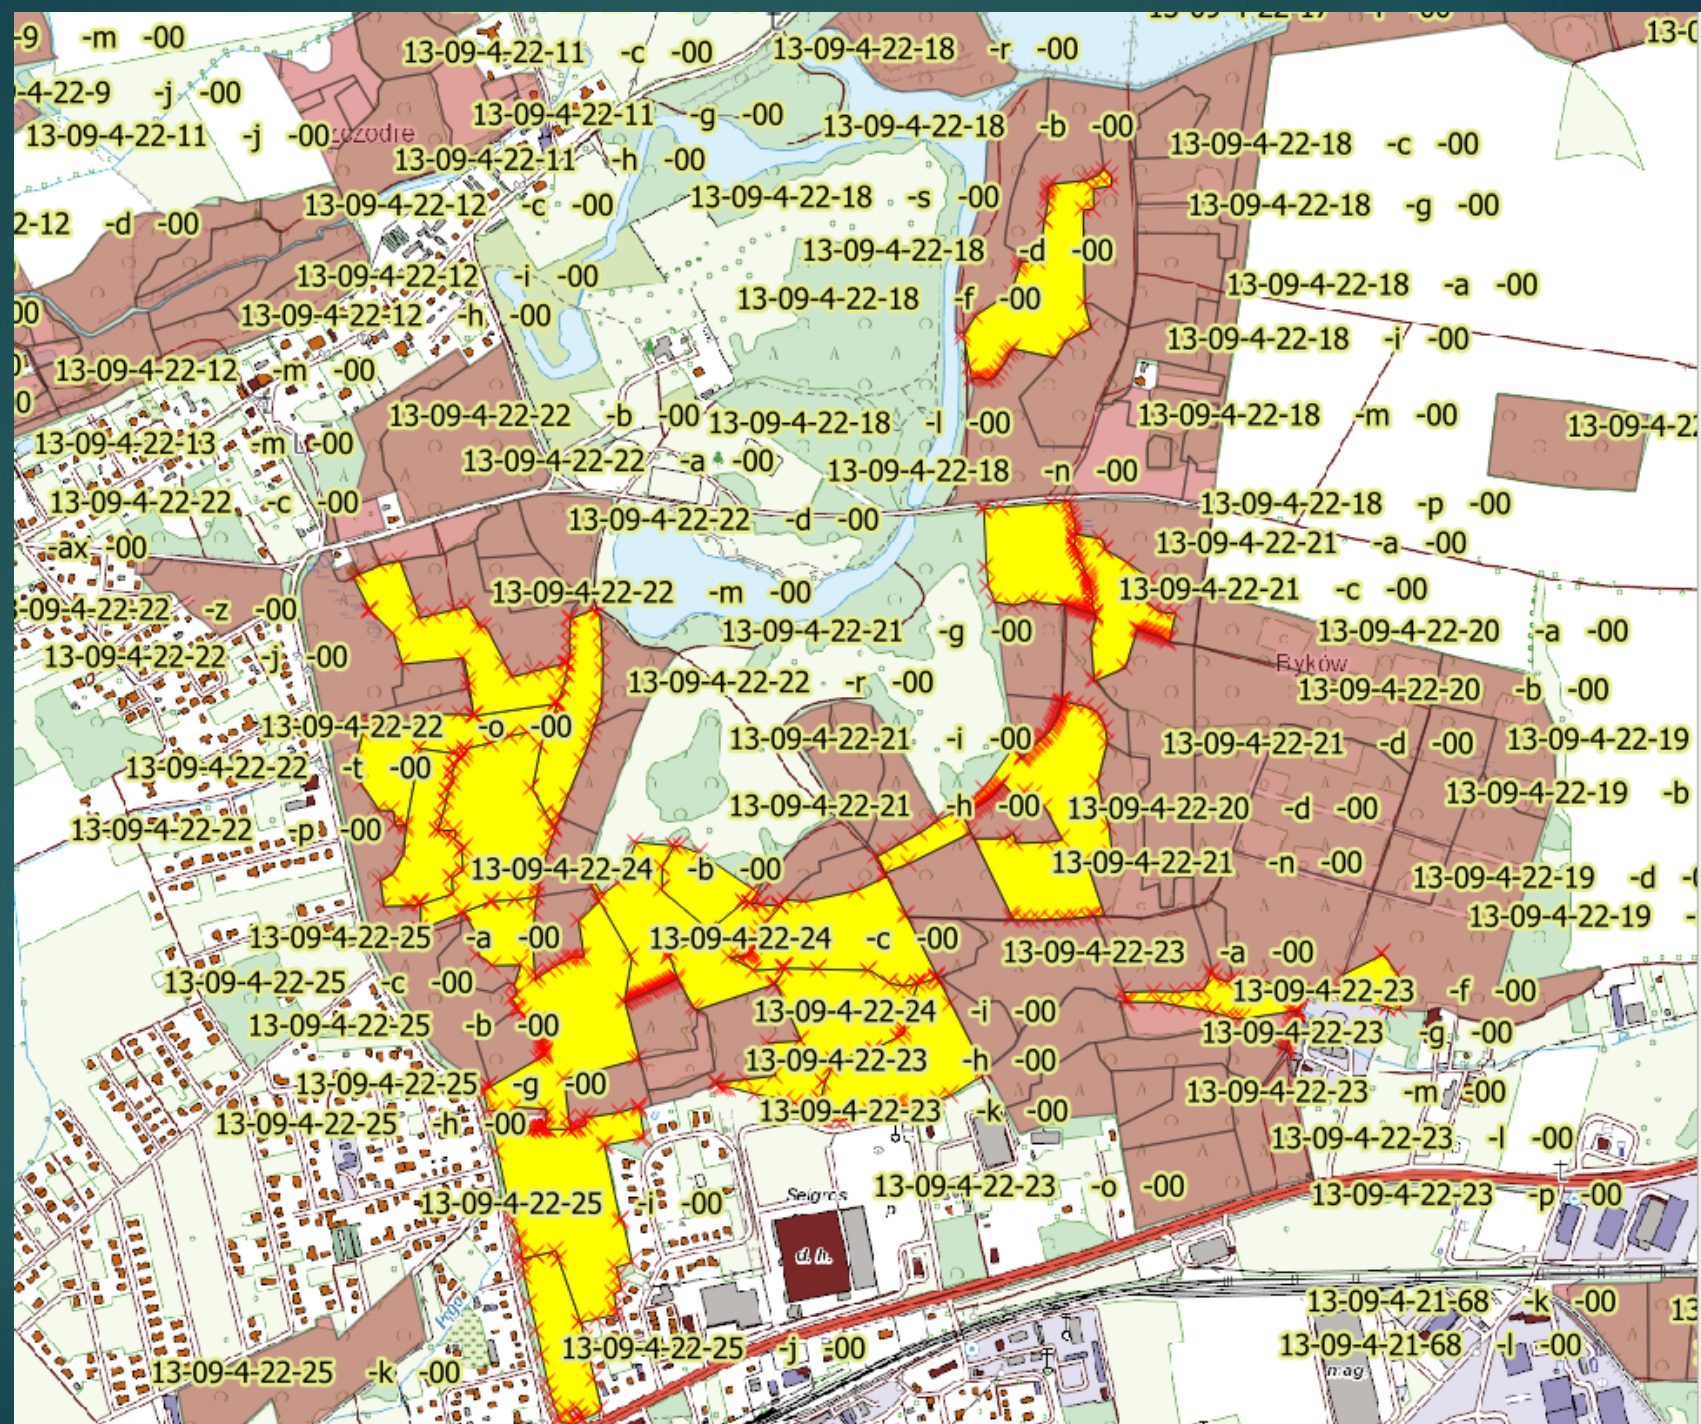 -9 -m -00
13-09-4-22-11 -c -00
13-09-4-22-18 -r -00
-4-22-9 -j -00
13-09-4-22-11 -g -00
13-09-4-22-18 -b -00
13-09-4-22-11 -j -00
13-09-4-22-11 -h -00
13-09-4-22-18 -c -00
13-09-4-22-12 -c -00
13-09-4-22-18 -s -00
13-09-4-22-18 -g -00
2-12 -d -00
13-09-4-22-18 -d -00
13-09-4-22-12 -i -00
13-09-4-22-18 -f -00
13-09-4-22-18 -a -00
13-09-4-22-12 -h -00
13-09-4-22-18 -i -00
13-09-4-22-12 -m -00
13-09-4-22-22 -b -00
13-09-4-22-18 -l -00
13-09-4-22-18 -m -00
13-09-4-22
13-09-4-22-13 -m -00
13-09-4-22-22 -a -00
13-09-4-22-18 -n -00
13-09-4-22-22 -c -00
13-09-4-22-22 -d -00
13-09-4-22-18 -p -00
-ax -00
13-09-4-22-21 -a -00
13-09-4-22-22 -m -00
13-09-4-22-21 -c -00
3-09-4-22-22 -z -00
13-09-4-22-21 -g -00
13-09-4-22-20 -a -00
13-09-4-22-22 -j -00
Byków
13-09-4-22-22 -r -00
13-09-4-22-20 -b -00
13-09-4-22-22 -o -00
13-09-4-22-21 -i -00
13-09-4-22-21 -d -00
13-09-4-22-19
13-09-4-22-22 -t -00
13-09-4-22-19 -b
13-09-4-22-21 -h -00
13-09-4-22-20 -d -00
13-09-4-22-22 -p -00
13-09-4-22-24 -b -00
13-09-4-22-21 -n -00
13-09-4-22-19 -d
13-09-4-22-19 -
13-09-4-22-25 -a -00
13-09-4-22-24 -c -00
13-09-4-22-23 -a -00
13-09-4-22-25 -c -00
13-09-4-22-23 -f -00
13-09-4-22-24 -i -00
13-09-4-22-25 -b -00
13-09-4-22-23 -g -00
13-09-4-22-23 -h -00
13-09-4-22-25 -g -00
13-09-4-22-23 -m -00
13-09-4-22-23 -k -00
13-09-4-22-25 -h -00
13-09-4-22-23 -l -00
13-09-4-22-23 -o -00
Selgros
13-09-4-22-23 -p -00
13-09-4-22-25 -i -00
p
d. h.
13-09-4-21-68 -k -00
13-09-4-22-25 -j -00
13-09-4-21-68 -l -00
13-09-4-22-25 -k -00
mag